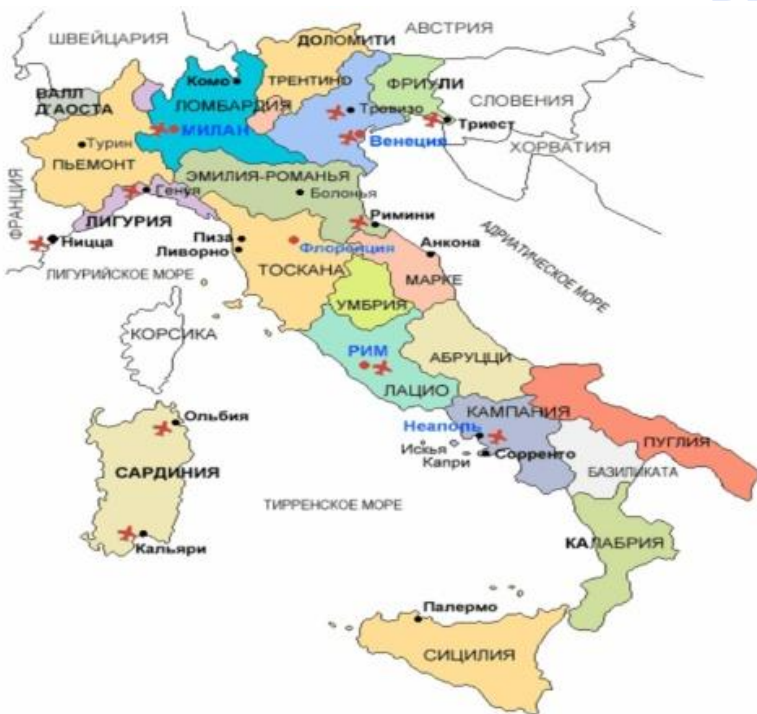 ШВЕЙЦАРИЯ
АВСТРИЯ
ДОЛОМИТИ
ВАЛЛ
Д'АОСТА
Комо
ТРЕНТИНО
ФРИУЛИ
ЛОМБАРДИЯ
Тревизо
СЛОВЕНИЯ
МИЛАН
Венеция
Триест
Турин
ХОРВАТИЯ
ПЬЕМОНТ
ЭМИЛИЯ-РОМАНЬЯ
ФРАНЦИЯ
Генуя
Болонья
ЛИГУРИЯ
Римини
Ницца
Пиза
Флоренция
Анкона
АДРИАТИЧЕСКОЕ МОРЕ
Ливорно
ЛИГУРИЙСКОЕ МОРЕ
ТОСКАНА
МАРКЕ
УМБРИЯ
КОРСИКА
РИМ
АБРУЦЦИ
ЛАЦИО
Ольбия
КАМПАНИЯ
Неаполь
ПУГЛИЯ
Искья
Капри
Сорренто
САРДИНИЯ
БАЗИЛИКАТА
ТИРРЕНСКОЕ МОРЕ
Кальяри
КАЛАБРИЯ
Палермо
СИЦИЛИЯ